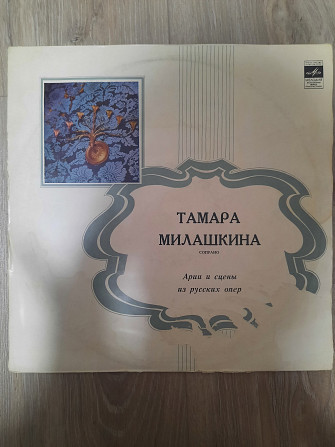 ТАМАРА
МИЛАШКИНА
СОПРАНО
Арии и сцены
из русских опер